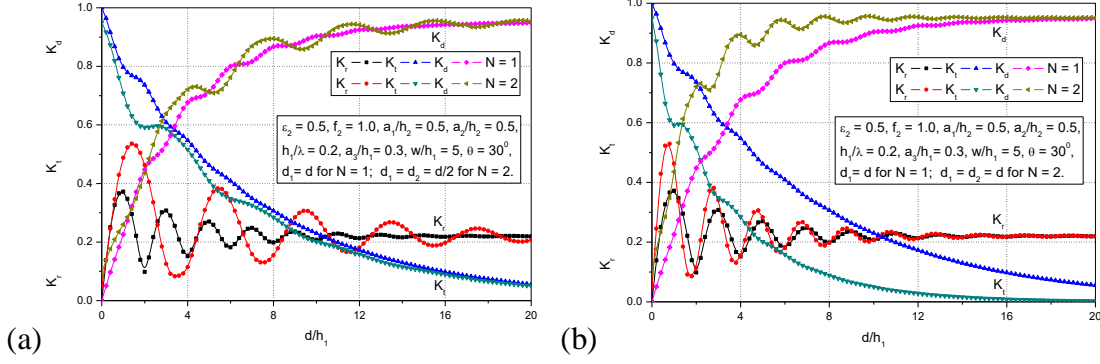 1.0
0.8
0.6
0.4
0.2
0.0
K_d
K_t
K_r
0 4 8 12 16 20
d/h_1
K_d
K_r K_t K_d N = 1
K_r K_t K_d N = 2
ε_2 = 0.5, f_2 = 1.0, a_1/h_2 = 0.5, a_2/h_2 = 0.5,
h_1/λ = 0.2, a_3/h_1 = 0.3, w/h_1 = 5, θ = 30^0,
d_1 = d for N = 1; d_1 = d_2 = d/2 for N = 2.
K_r
K_t
(a)
1.0
0.8
0.6
0.4
0.2
0.0
K_d
K_t
K_r
0 4 8 12 16 20
d/h_1
K_d
K_r K_t K_d N = 1
K_r K_t K_d N = 2
ε_2 = 0.5, f_2 = 1.0, a_1/h_2 = 0.5, a_2/h_2 = 0.5,
h_1/λ = 0.2, a_3/h_1 = 0.3, w/h_1 = 5, θ = 30^0,
d_1 = d for N = 1; d_1 = d_2 = d for N = 2.
K_r
K_t
(b)